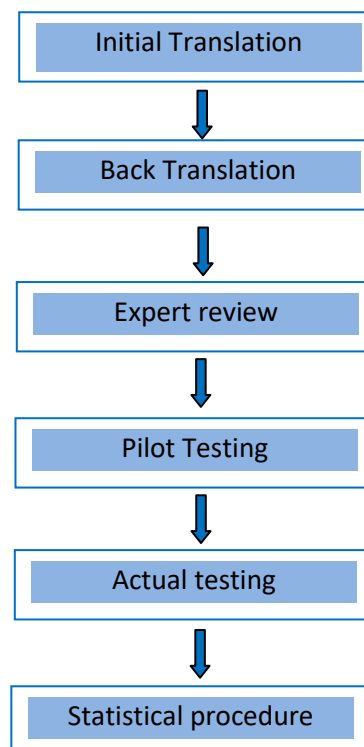 Initial Translation
Back Translation
Expert review
Pilot Testing
Actual testing
Statistical procedure